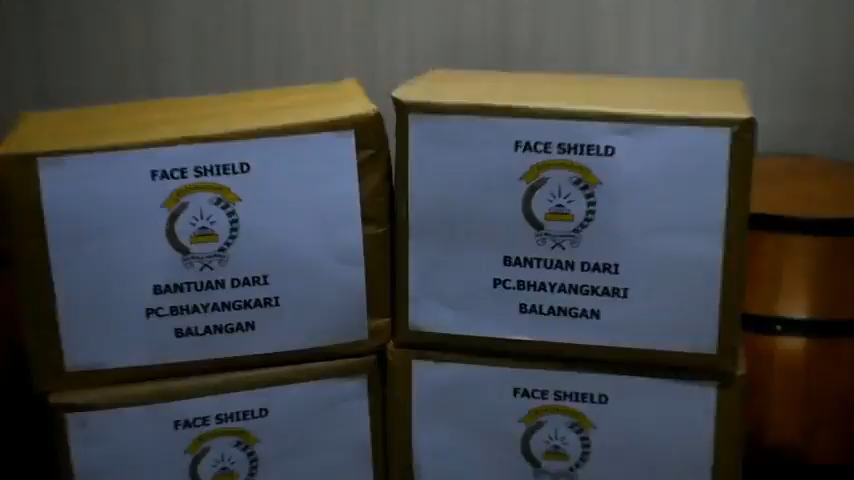 FACE SHIELD
BANTUAN DARI
PC.BHAYANGKARI
BALANGAN
FACE SHIELD
BANTUAN DARI
PC.BHAYANGKARI
BALANGAN
FACE SHIELD
FACE SHIELD